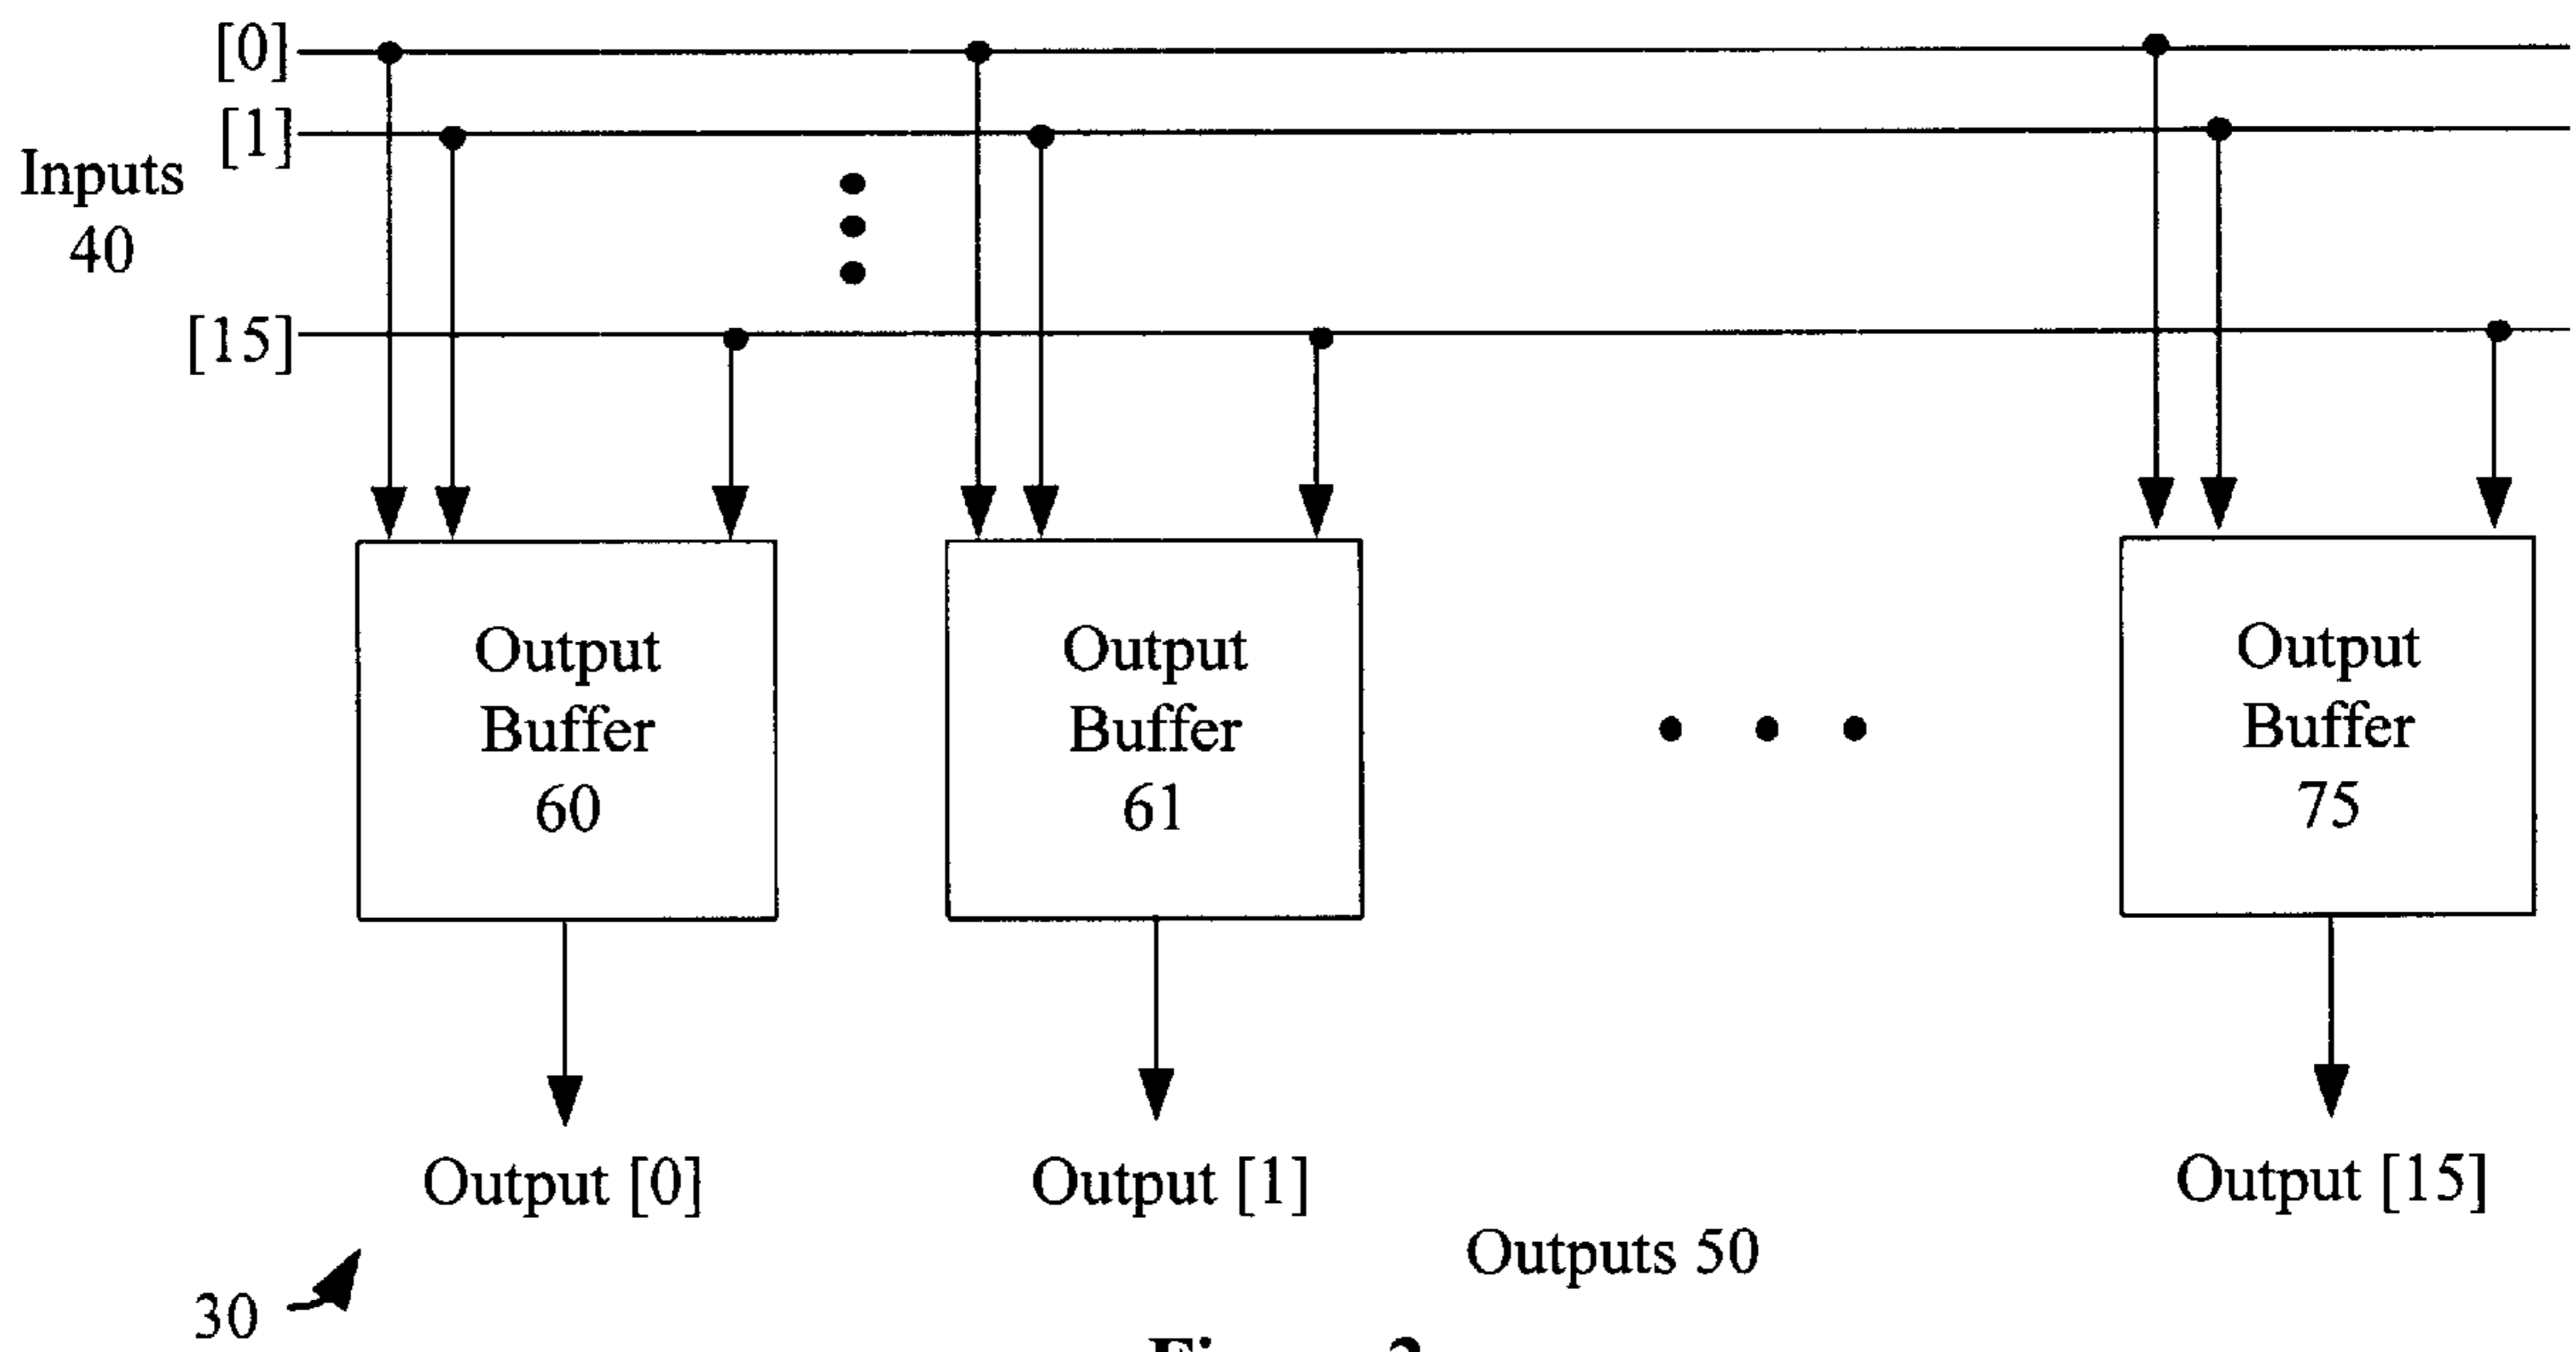 [0]
[1]
Inputs
40
[15]
Output
Buffer
60
Output
Buffer
61
Output
Buffer
75
Output [0]
Output [1]
Output [15]
Outputs 50
30